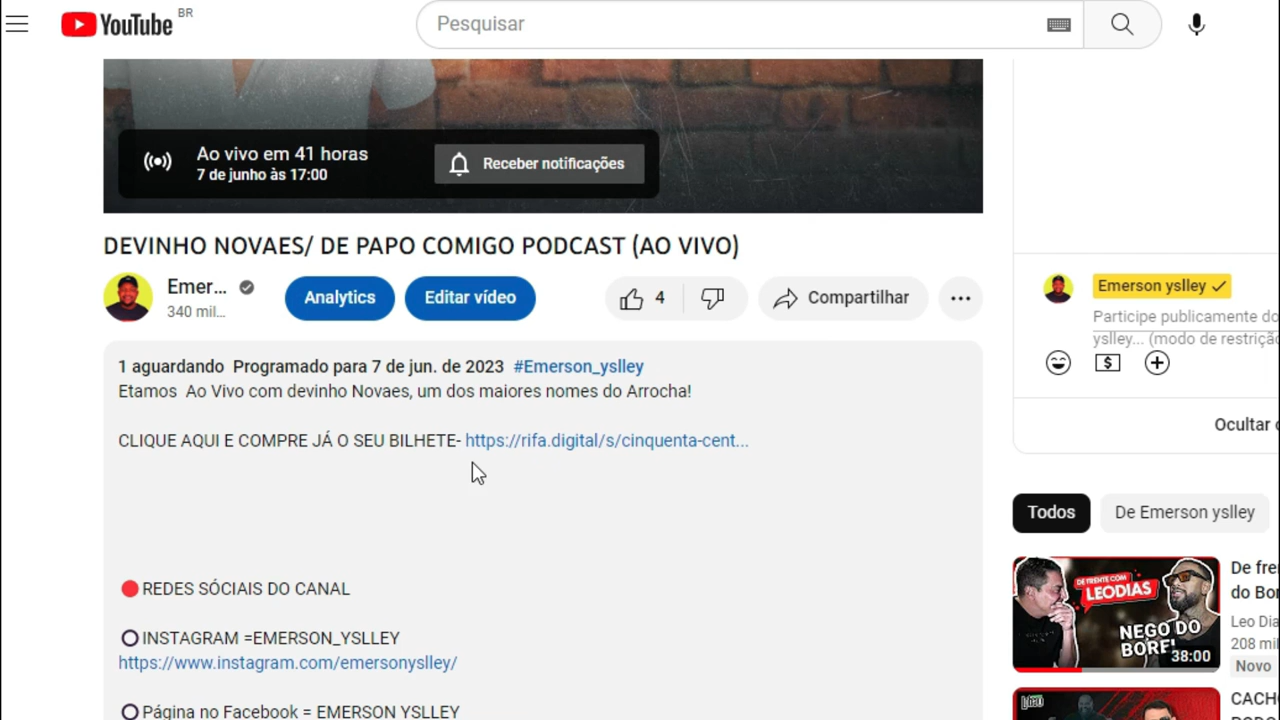 YouTube BR
Pesquisar
Ao vivo em 41 horas
7 de junho às 17:00
Receber notificações
DEVINHO NOVAES/ DE PAPO COMIGO PODCAST (AO VIVO)
Emer...
340 mil...
Analytics
Editar vídeo
4
Compartilhar
1 aguardando Programado para 7 de jun. de 2023 #Emerson_yslley
Etamos Ao Vivo com devinho Novaes, um dos maiores nomes do Arrocha!
CLIQUE AQUI E COMPRE JÁ O SEU BILHETE- https://rifa.digital/s/cinquenta-cent...
REDES SÓCIAIS DO CANAL
INSTAGRAM =EMERSON_YSLLEY
https://www.instagram.com/emersonyslley/
Página no Facebook = EMERSON YSLLEY
Emerson yslley
Participe publicamente do
yslley... (modo de restrição
Ocultar
Todos
De Emerson yslley
DE FRENTE COM
LEODIAS
NEGO DO
BOREL
38:00
De fre
do Bor
Leo Dia
208 mil
Novo
CACH